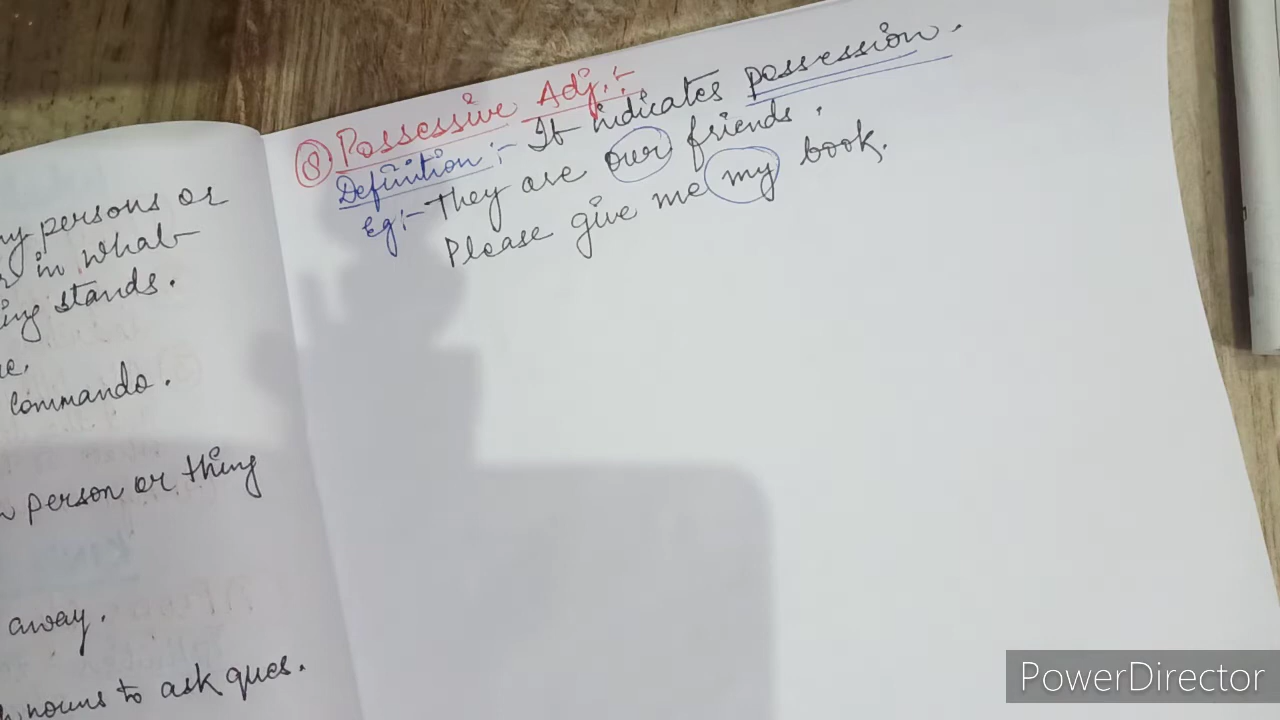 persons or
in what
stands.
commando.
person or thing
away.
nouns to ask ques.
8 Possessive Adj.:-
Definition:- It indicates possession.
Eg:- They are our friends.
Please give me my book.
PowerDirector